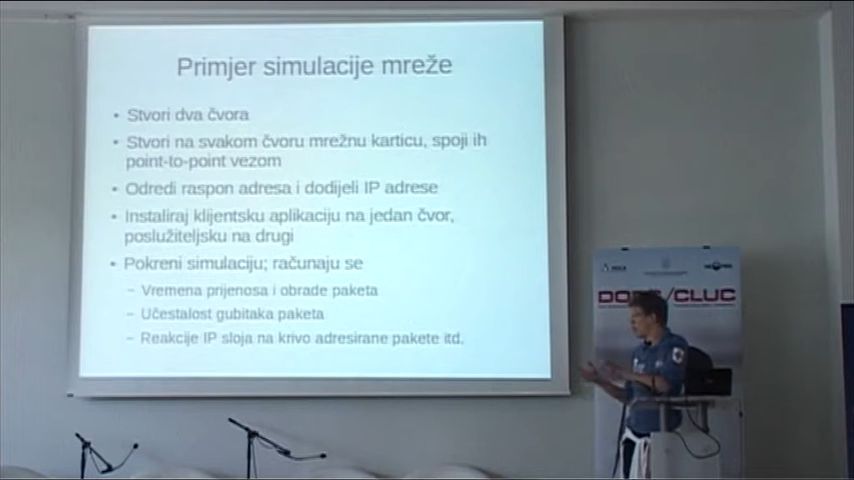 Primjer simulacije mreže
• Stvori dva čvora
• Stvori na svakom čvoru mrežnu karticu, spoji ih
point-to-point vezom
• Odredi raspon adresa i dodijeli IP adrese
• Instaliraj klijentsku aplikaciju na jedan čvor,
poslužiteljsku na drugi
• Pokreni simulaciju; računaju se
– Vremena prijenosa i obrade paketa
– Učestalost gubitaka paketa
– Reakcije IP sloja na krivo adresirane pakete itd.
/CLUC